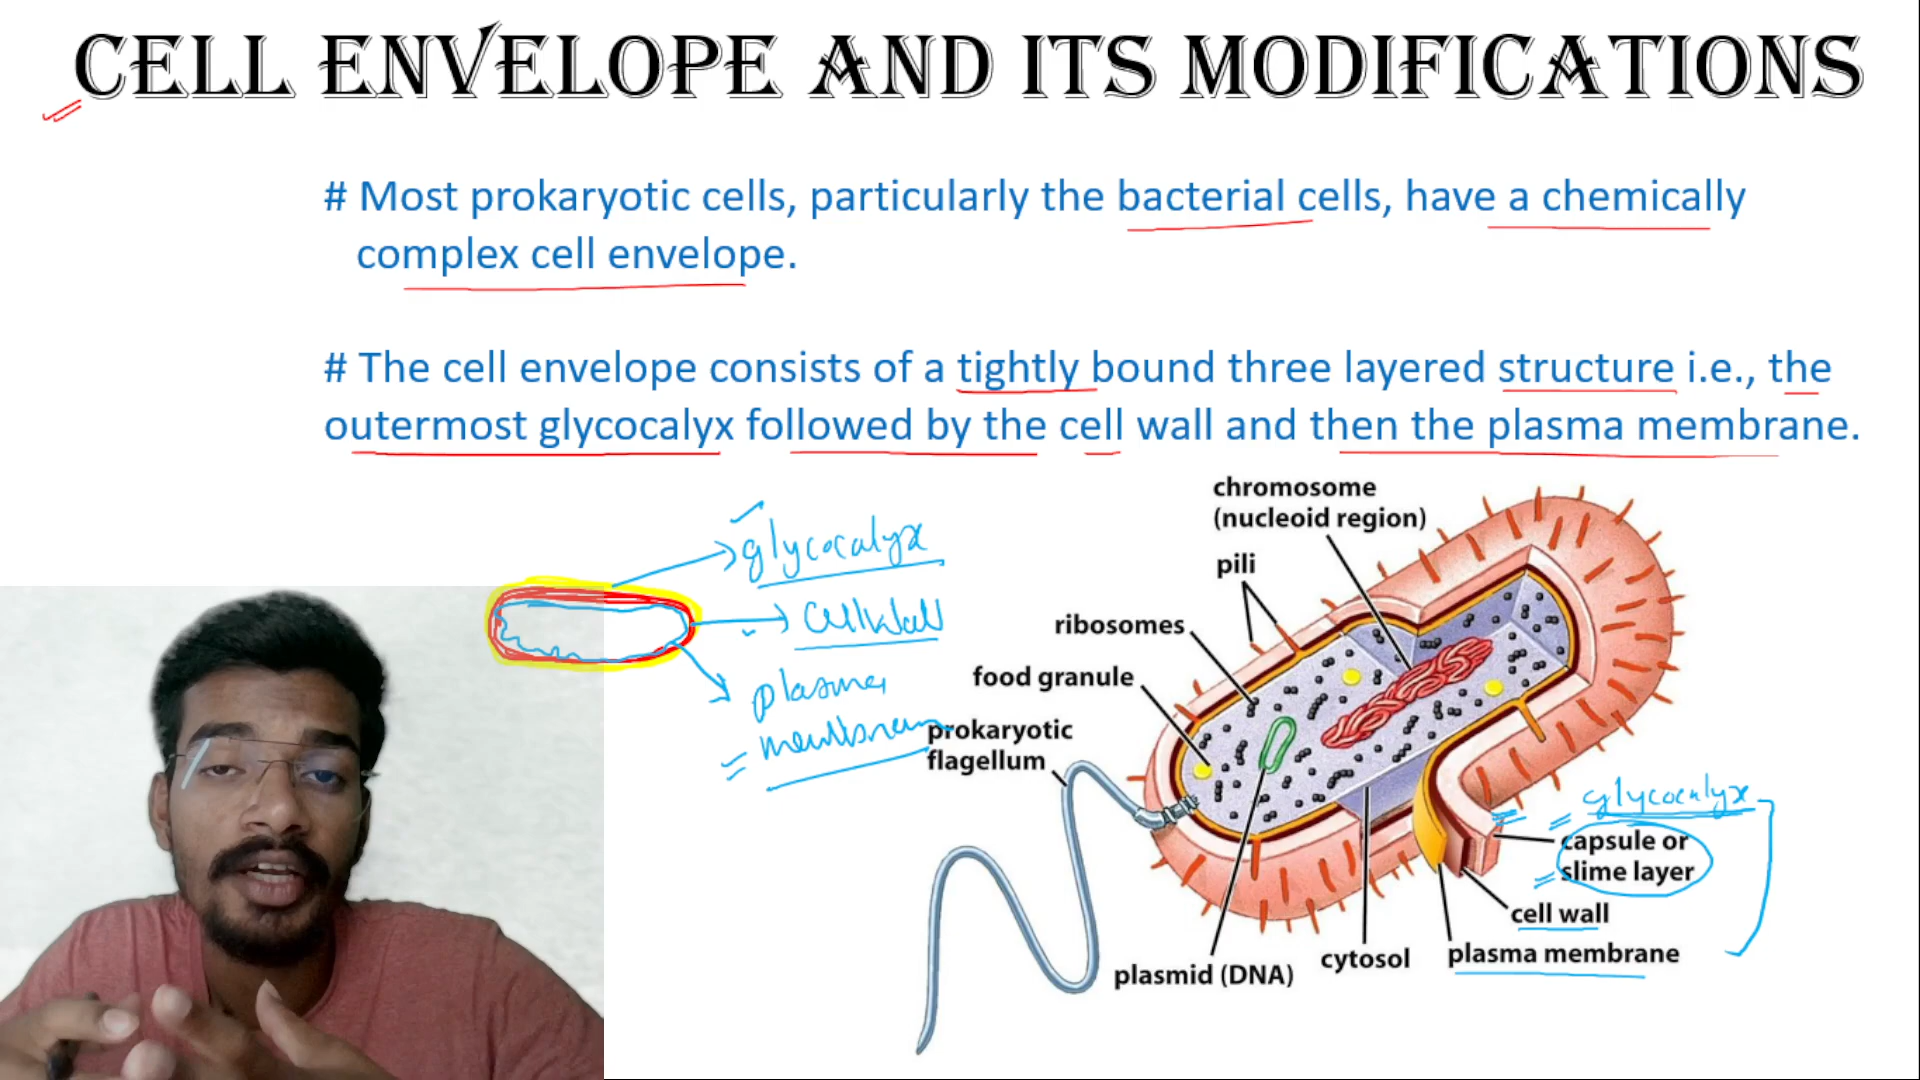 CELL ENVELOPE AND ITS MODIFICATIONS
# Most prokaryotic cells, particularly the bacterial cells, have a chemically
complex cell envelope.
# The cell envelope consists of a tightly bound three layered structure i.e., the
outermost glycocalyx followed by the cell wall and then the plasma membrane.
glycocalyx
cellwall
plasma
membrane
chromosome
(nucleoid region)
pili
ribosomes
food granule
prokaryotic
flagellum
glycocalyx
capsule or
slime layer
cell wall
plasma membrane
cytosol
plasmid (DNA)